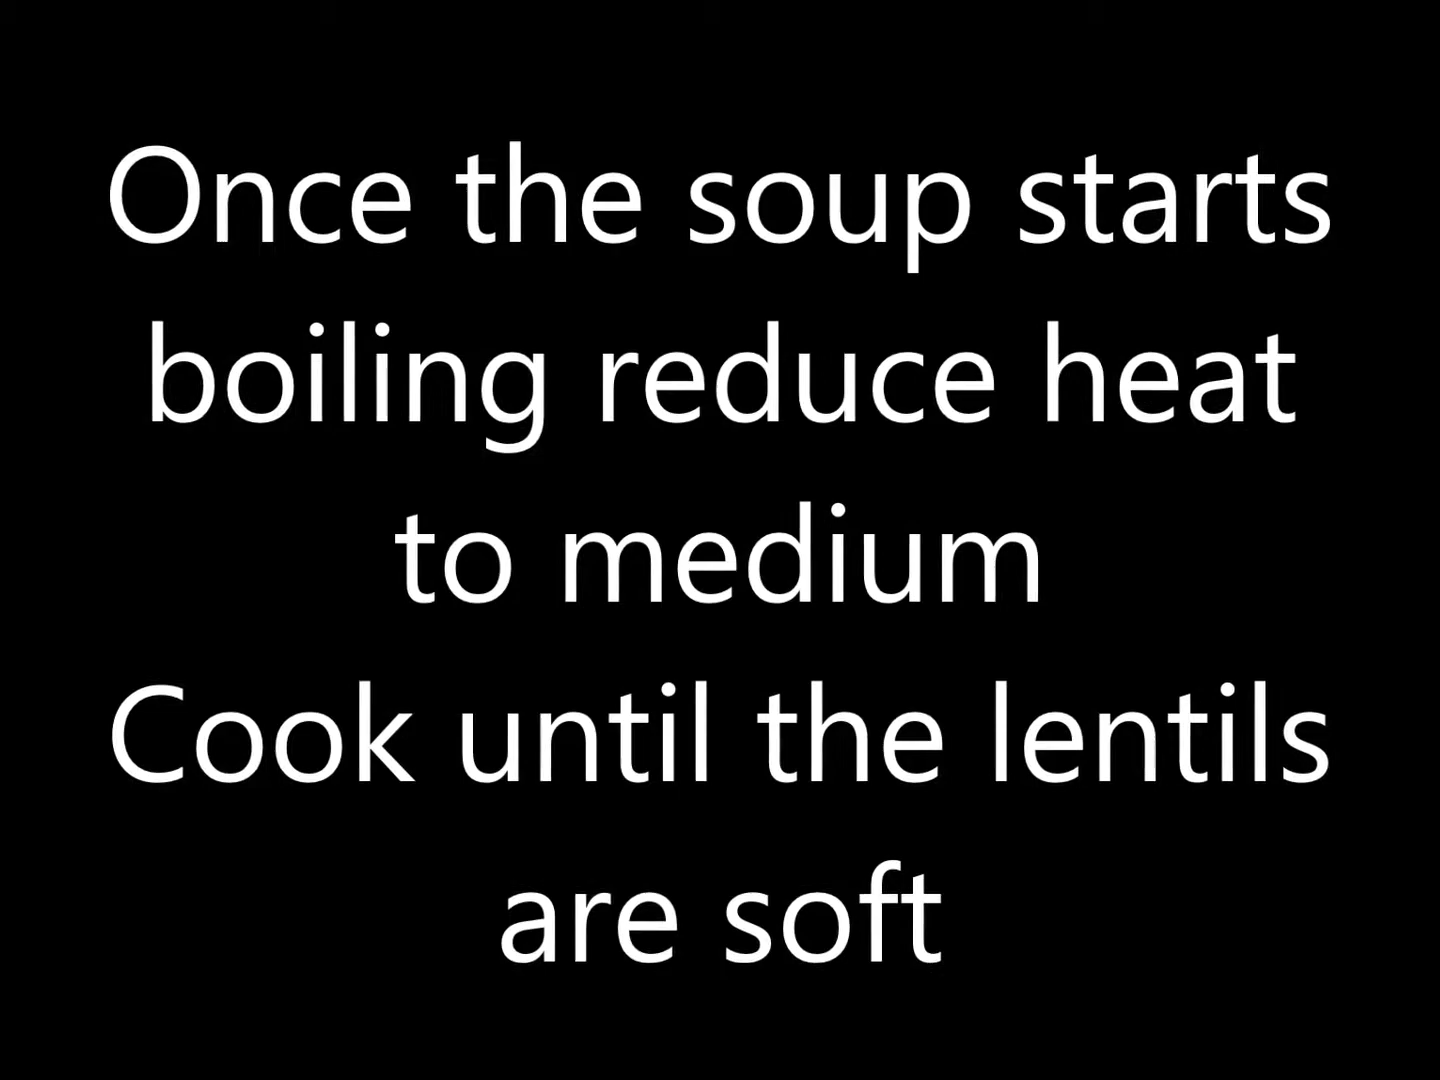 Once the soup starts
boiling reduce heat
to medium
Cook until the lentils
are soft